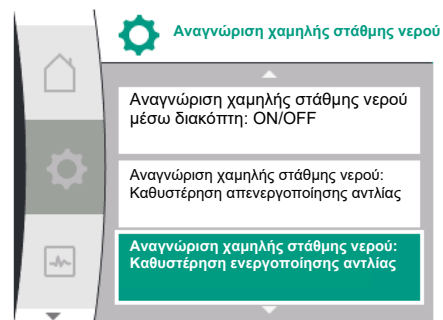 Αναγνώριση χαμηλής στάθμης νερού
Αναγνώριση χαμηλής στάθμης νερού
μέσω διακόπτη: ON/OFF
Αναγνώριση χαμηλής στάθμης νερού:
Καθυστέρηση απενεργοποίησης αντλίας
Αναγνώριση χαμηλής στάθμης νερού:
Καθυστέρηση ενεργοποίησης αντλίας